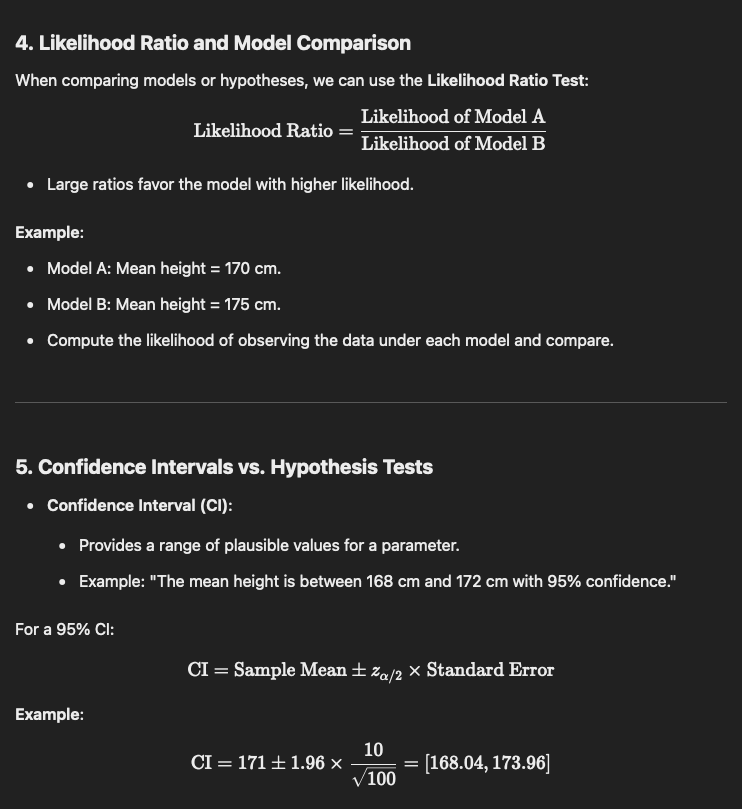 4. Likelihood Ratio and Model Comparison
When comparing models or hypotheses, we can use the Likelihood Ratio Test:
Likelihood Ratio = Likelihood of Model A / Likelihood of Model B
• Large ratios favor the model with higher likelihood.
Example:
• Model A: Mean height = 170 cm.
• Model B: Mean height = 175 cm.
• Compute the likelihood of observing the data under each model and compare.
5. Confidence Intervals vs. Hypothesis Tests
• Confidence Interval (CI):
• Provides a range of plausible values for a parameter.
• Example: "The mean height is between 168 cm and 172 cm with 95% confidence."
For a 95% CI:
CI = Sample Mean ± z_{α/2} × Standard Error
Example:
CI = 171 ± 1.96 × 10 / √100 = [168.04, 173.96]